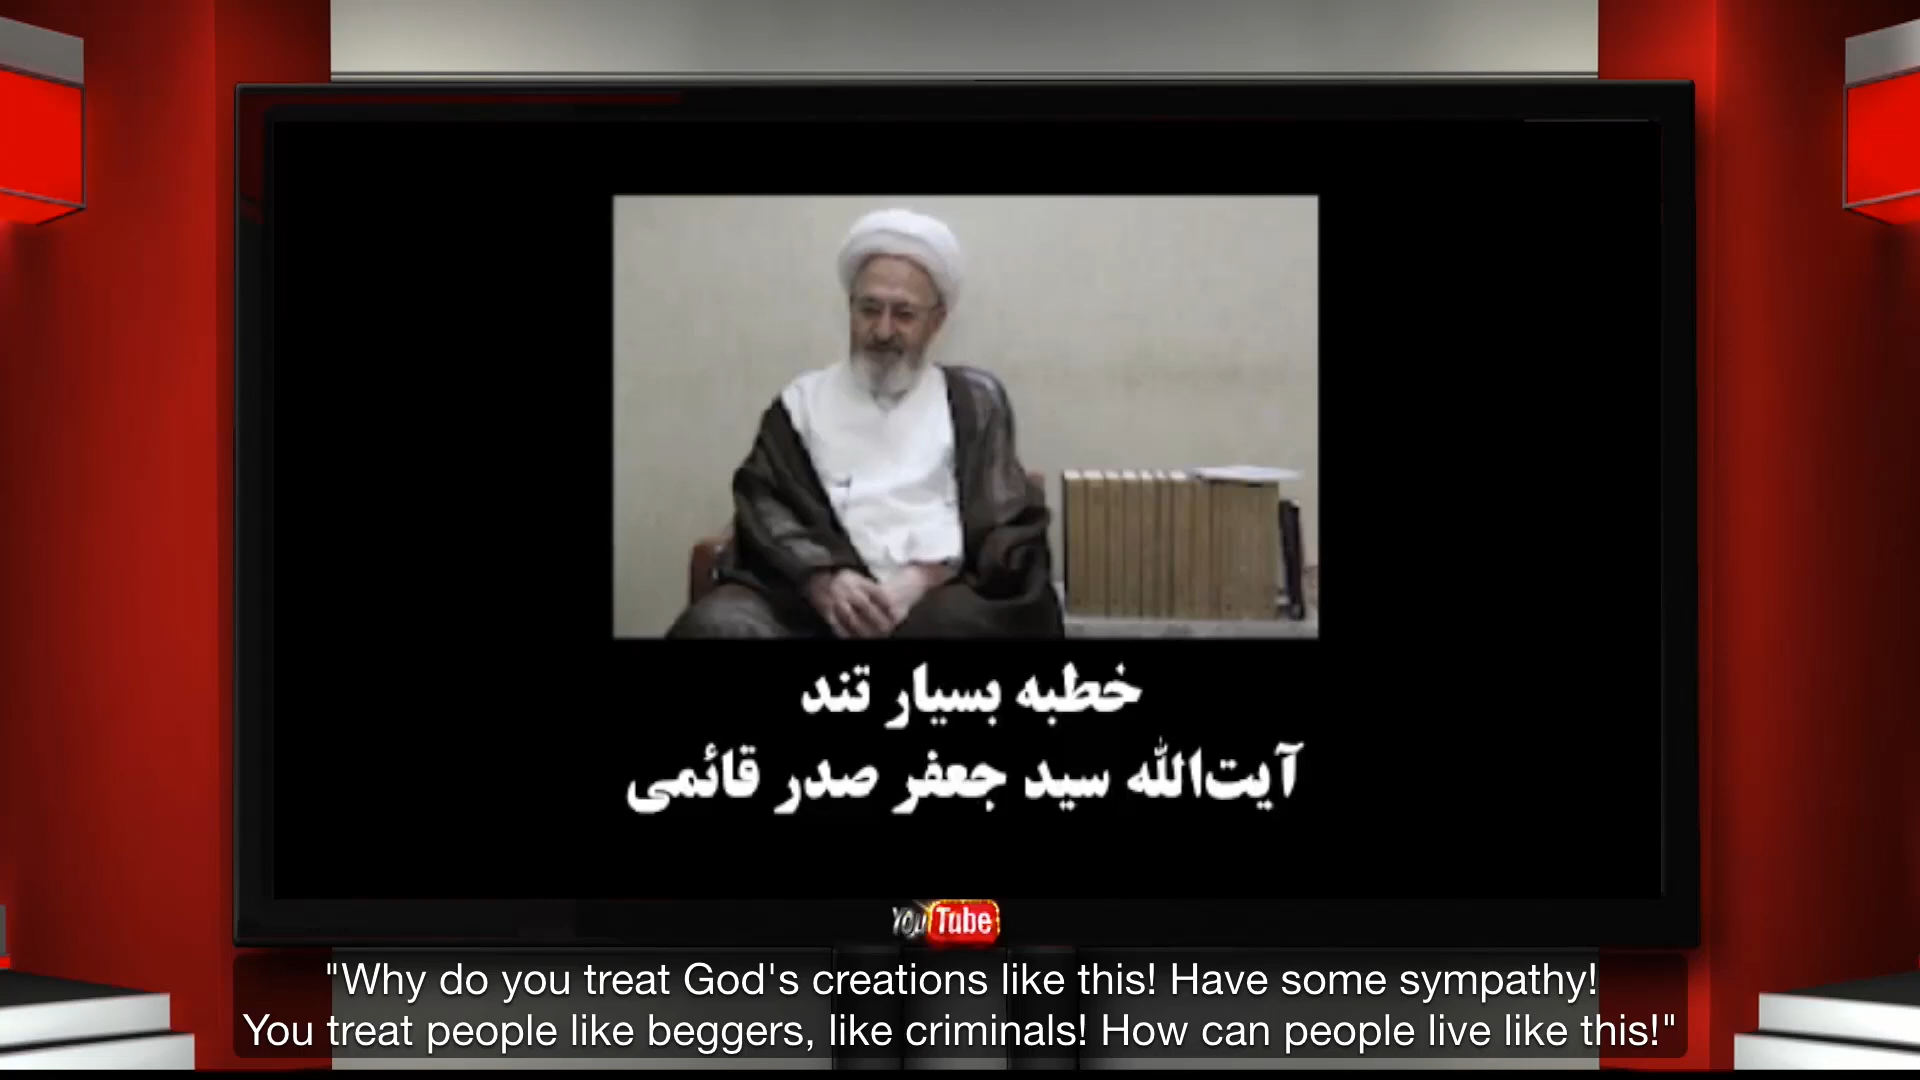 خطبه بسیار تند
آیت‌الله سید جعفر صدر قائمی
YouTube
"Why do you treat God's creations like this! Have some sympathy!
You treat people like beggers, like criminals! How can people live like this!"